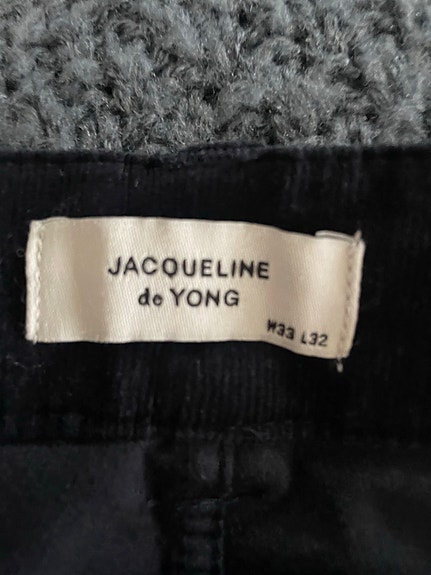 JACQUELINE
de YONG
W33 L32